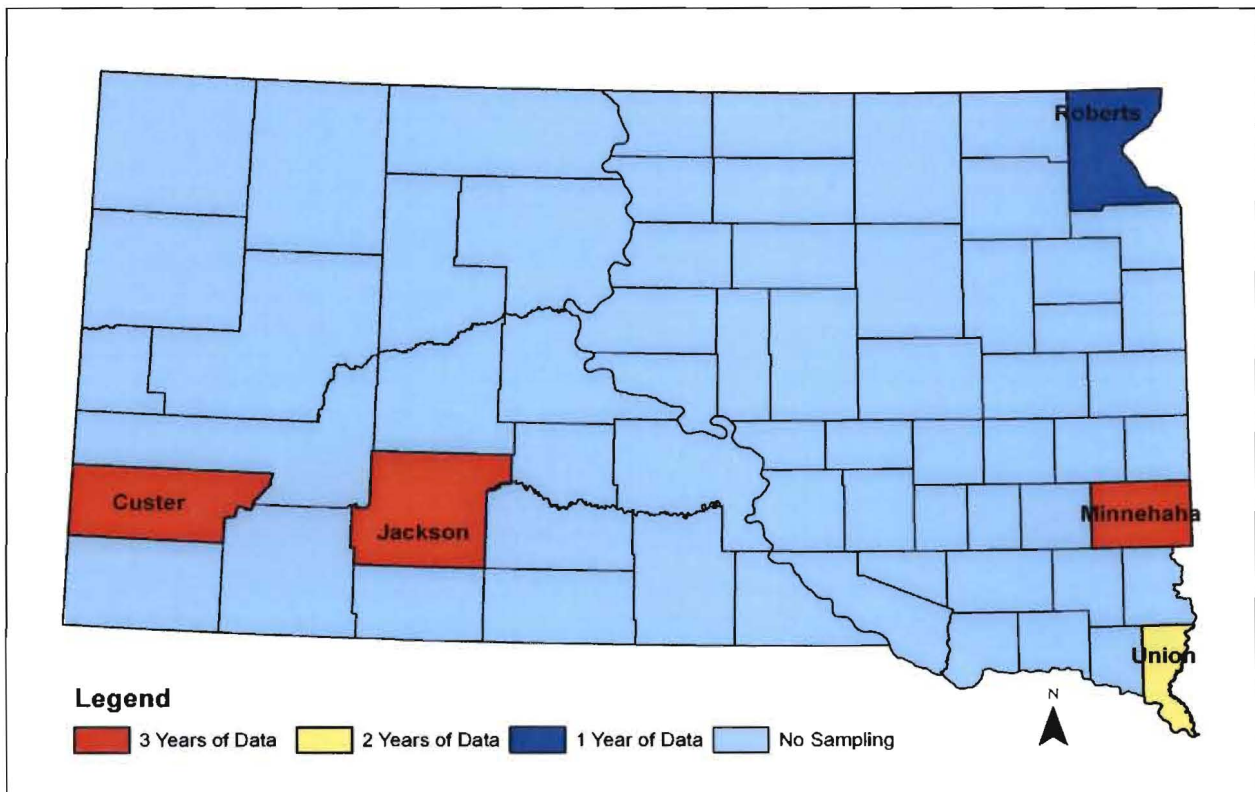 Roberts
Custer
Jackson
Minnehaha
Union
Legend
N
3 Years of Data
2 Years of Data
1 Year of Data
No Sampling